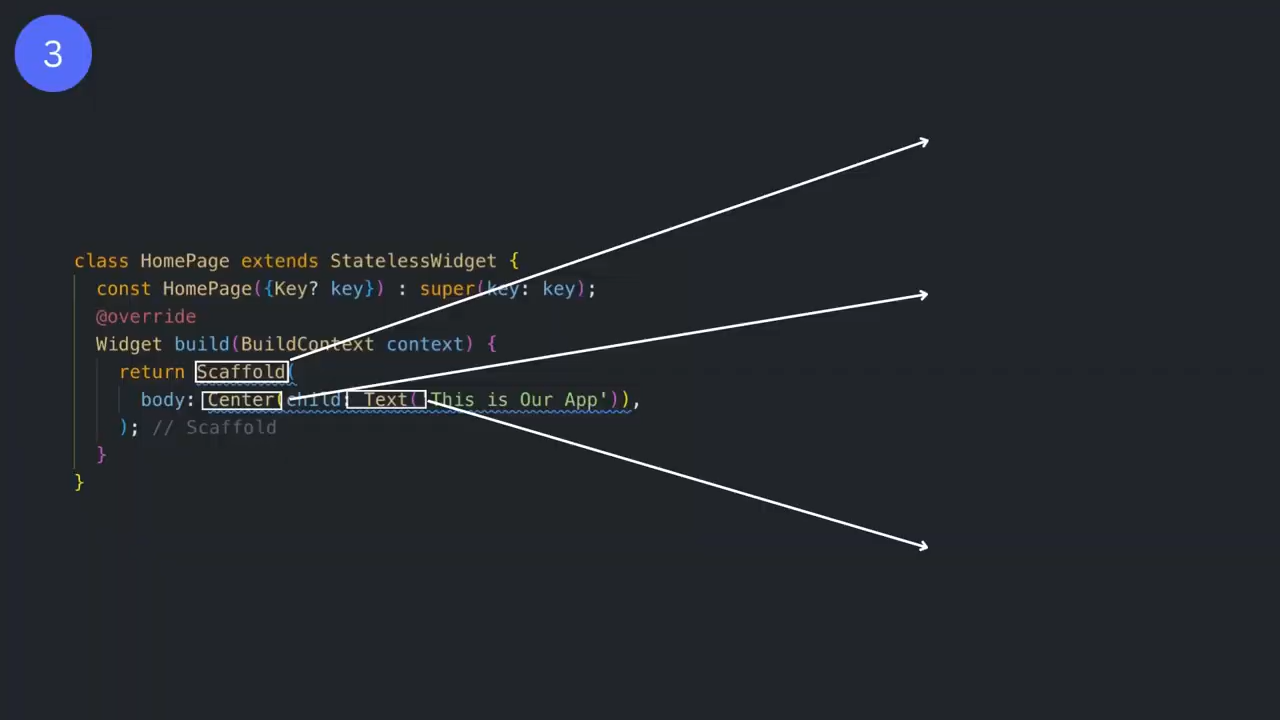 3
class HomePage extends StatelessWidget {
const HomePage({Key? key}) : super(key: key);
@override
Widget build(BuildContext context) {
return Scaffold(
body: Center(child: Text('This is Our App')),
); // Scaffold
}
}